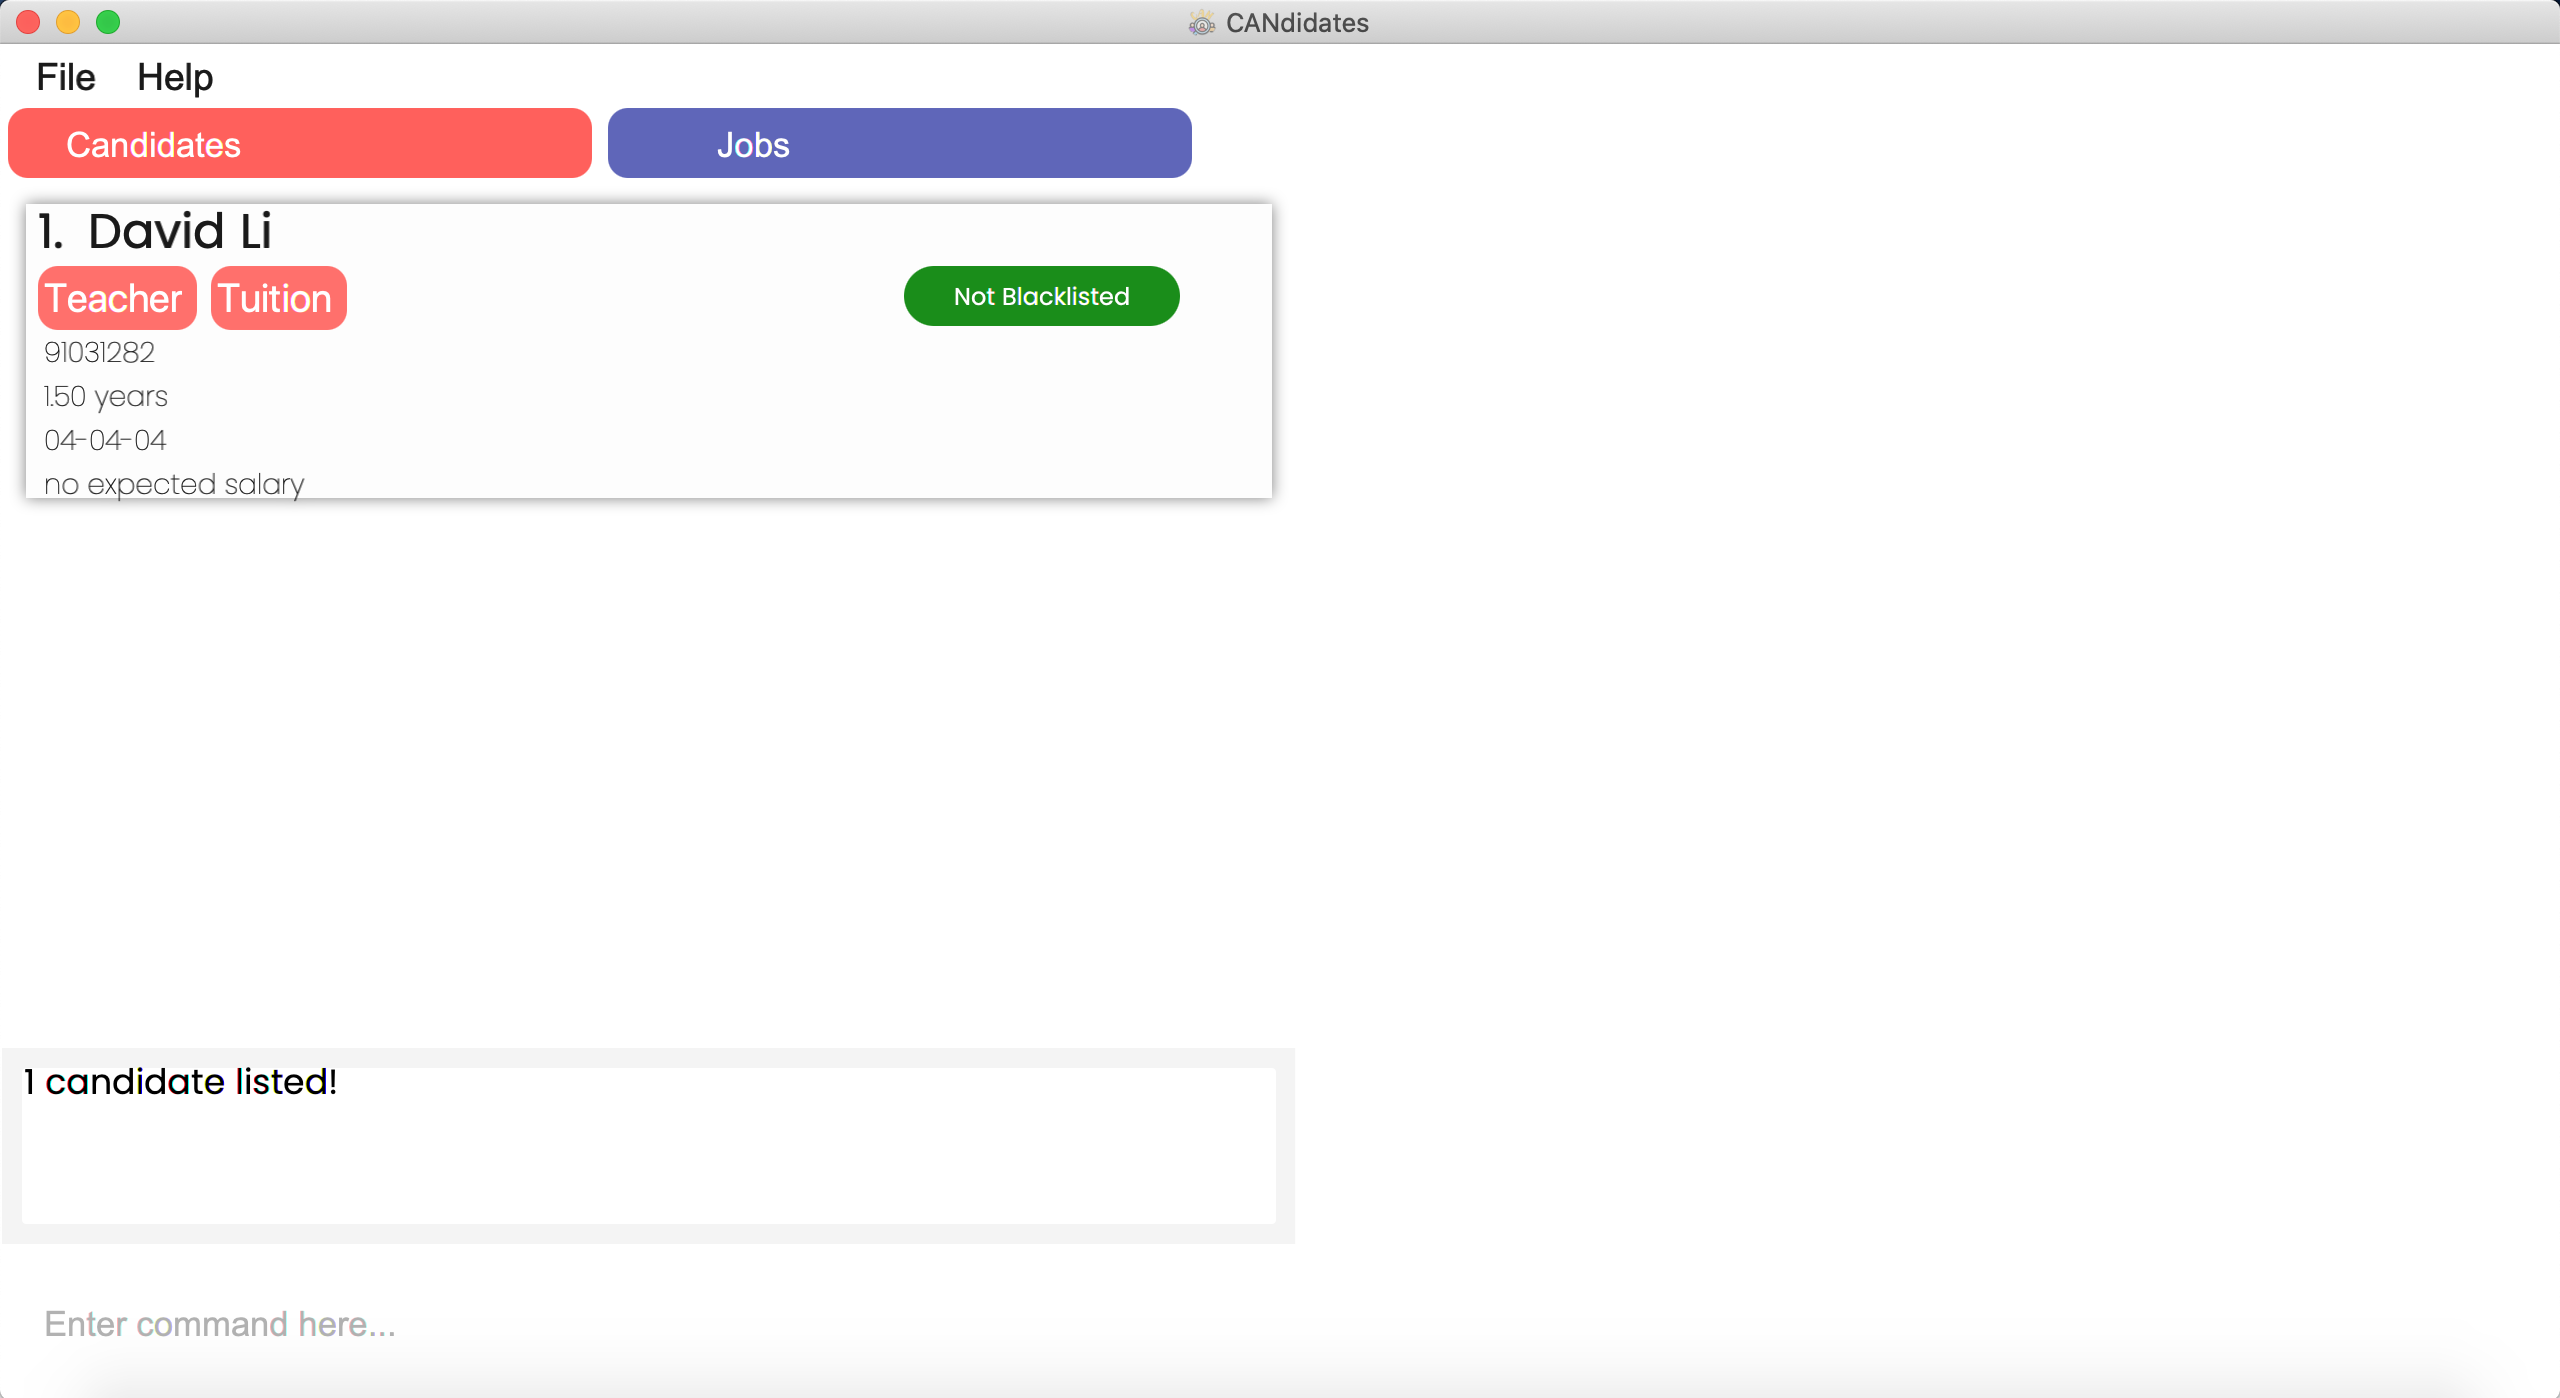 CANdidates
File Help
Candidates Jobs
1. David Li
Teacher Tuition Not Blacklisted
91031282
1.50 years
04-04-04
no expected salary
1 candidate listed!
Enter command here...